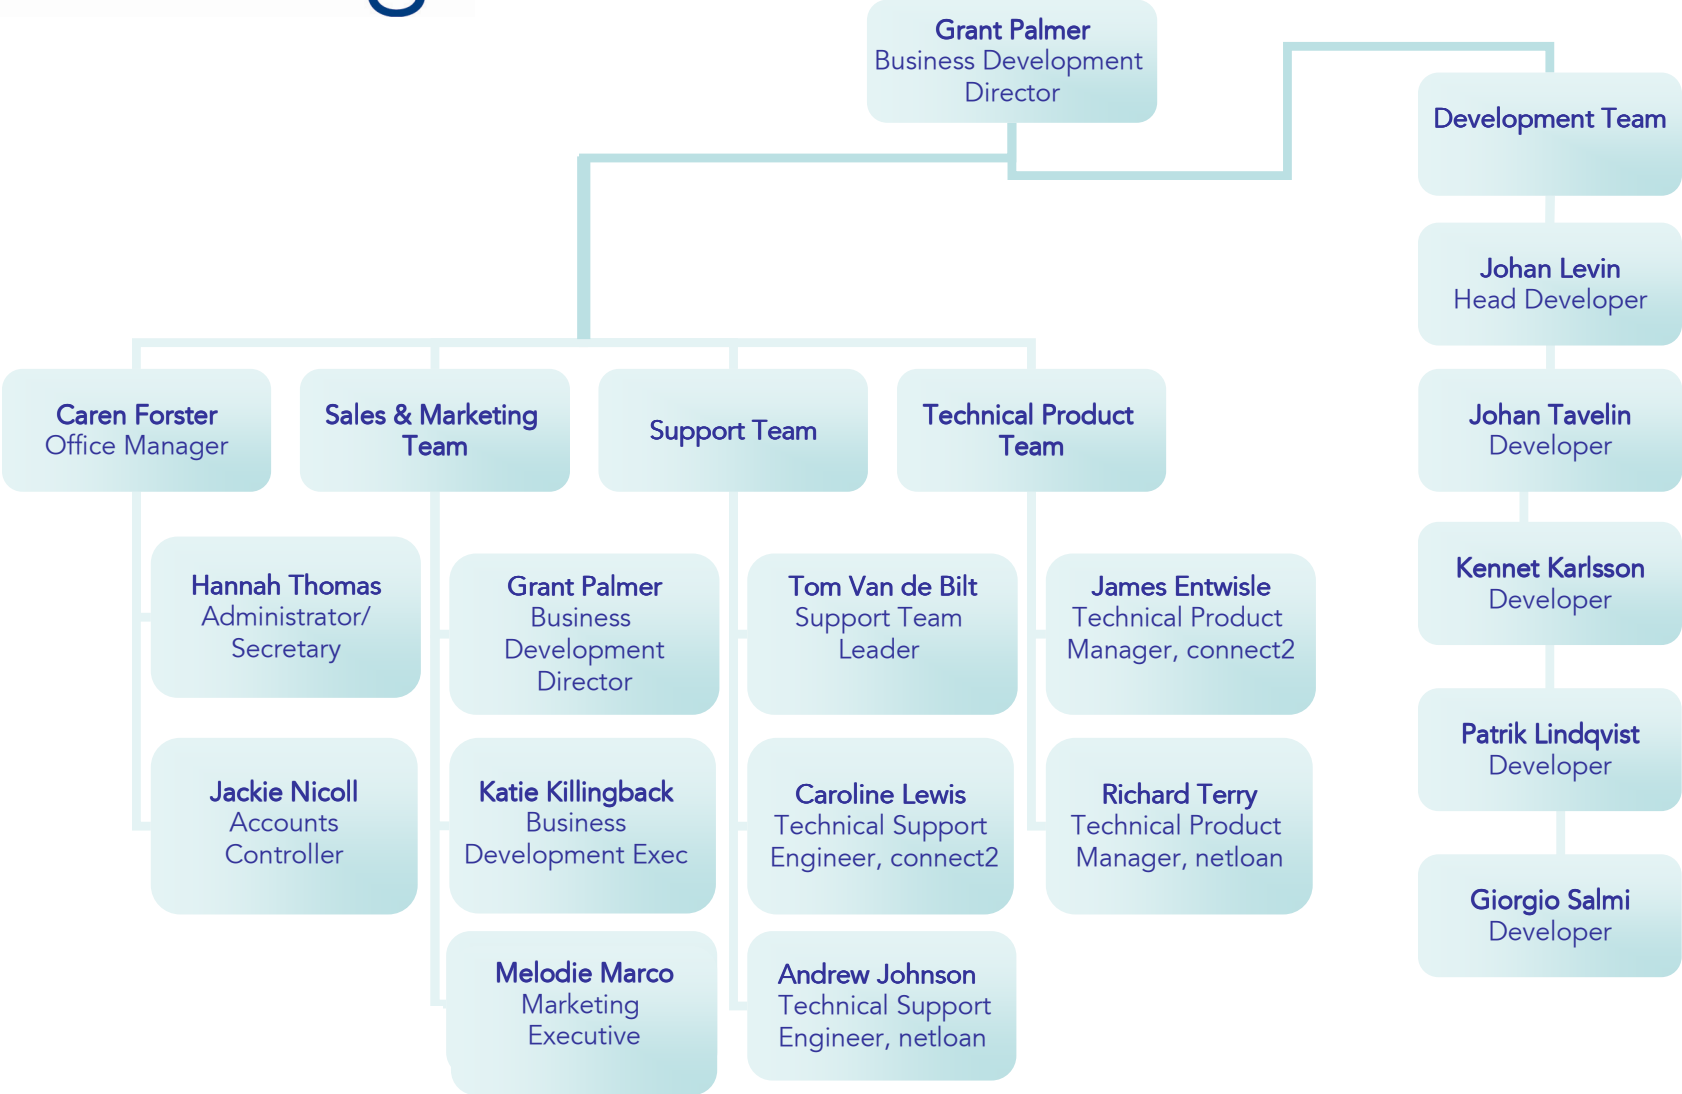 Grant Palmer
Business Development
Director
Development Team
Johan Levin
Head Developer
Johan Tavelin
Developer
Kennet Karlsson
Developer
Patrik Lindqvist
Developer
Giorgio Salmi
Developer
Caren Forster
Office Manager
Hannah Thomas
Administrator/
Secretary
Jackie Nicoll
Accounts
Controller
Sales & Marketing
Team
Grant Palmer
Business
Development
Director
Katie Killingback
Business
Development Exec
Melodie Marco
Marketing
Executive
Support Team
Tom Van de Bilt
Support Team
Leader
Caroline Lewis
Technical Support
Engineer, connect2
Andrew Johnson
Technical Support
Engineer, netloan
Technical Product
Team
James Entwisle
Technical Product
Manager, connect2
Richard Terry
Technical Product
Manager, netloan